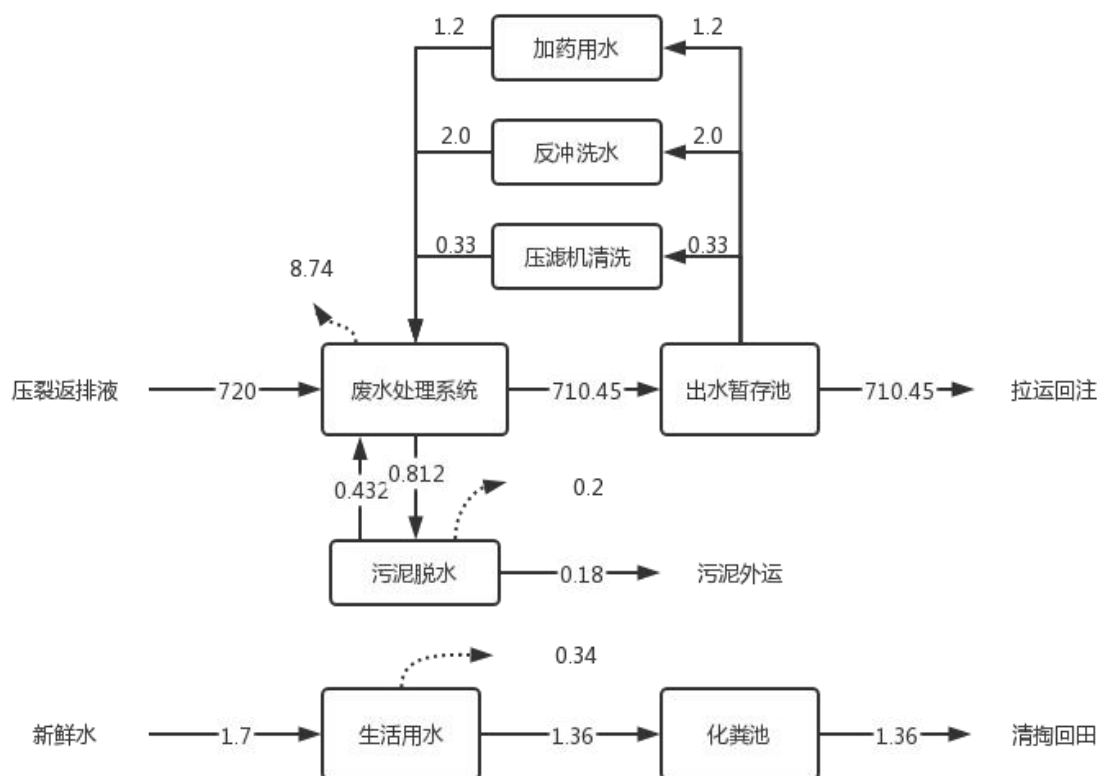 1.2
加药用水
1.2
2.0
反冲洗水
2.0
0.33
压滤机清洗
0.33
8.74
压裂返排液
720
废水处理系统
710.45
出水暂存池
710.45
拉运回注
0.432
0.812
0.2
污泥脱水
0.18
污泥外运
0.34
新鲜水
1.7
生活用水
1.36
化粪池
1.36
清掏回田